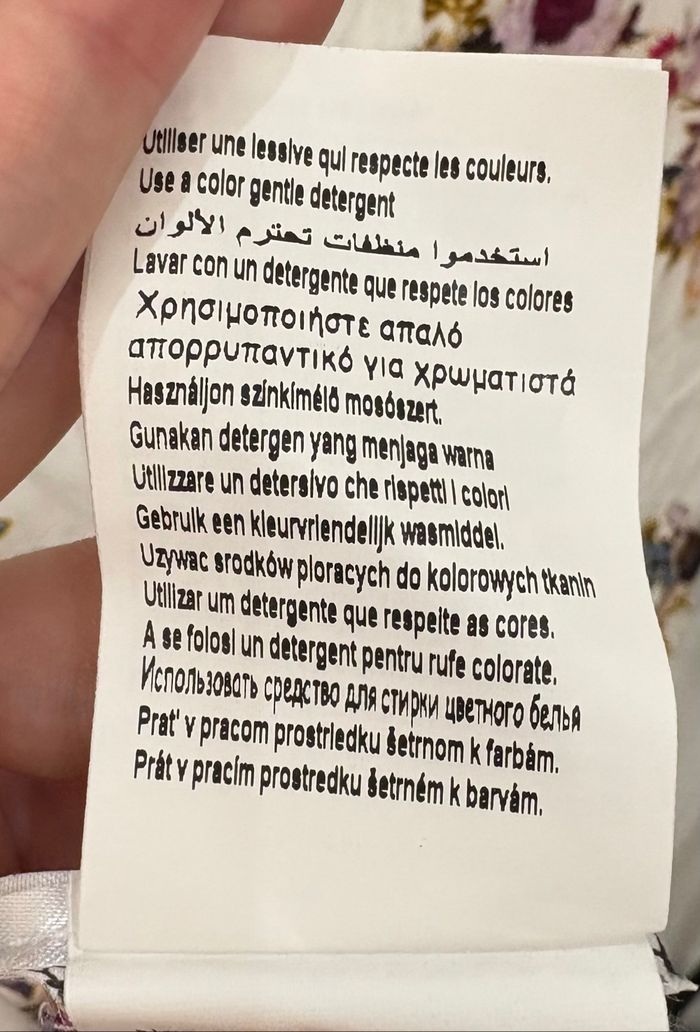 Utiliser une lessive qui respecte les couleurs.
Use a color gentle detergent
استخدموا منظفات تحترم الألوان
Lavar con un detergente que respete los colores
Χρησιμοποιήστε απαλό
απορρυπαντικό για χρωματιστά
Használjon színkímélő mosószert.
Gunakan detergen yang menjaga warna
Utilizzare un detersivo che rispetti i colori
Gebruik een kleurvriendelijk wasmiddel.
Uzywac srodków pioracych do kolorowych tkanin
Utilizar um detergente que respeite as cores.
A se folosi un detergent pentru rufe colorate.
Использовать средство для стирки цветного белья
Prat' v pracom prostriedku šetrnom k farbám.
Prát v pracím prostredku šetrném k barvám.